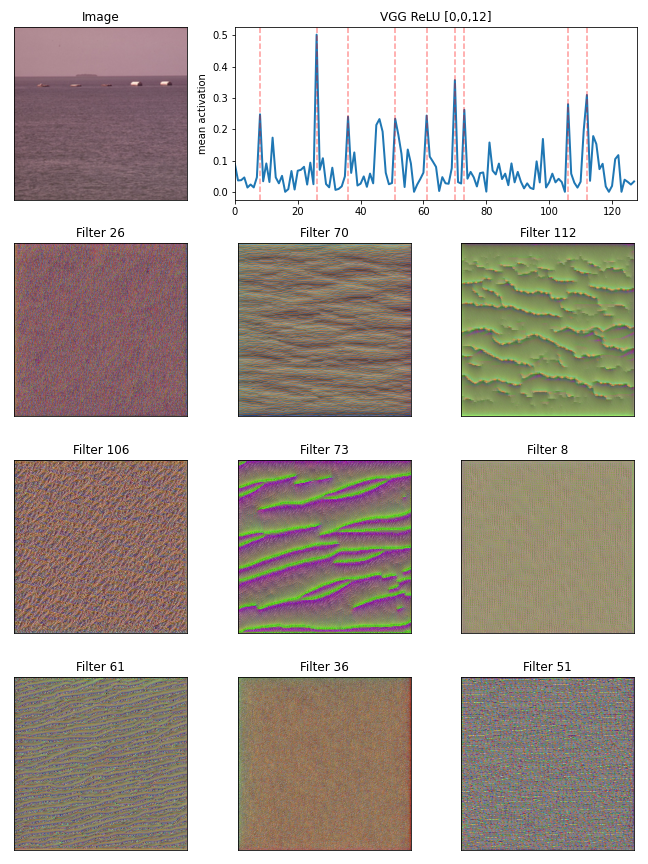 Image
VGG ReLU [0,0,12]
mean activation
0.5
0.4
0.3
0.2
0.1
0.0
0 20 40 60 80 100 120
Filter 26 Filter 70 Filter 112
Filter 106 Filter 73 Filter 8
Filter 61 Filter 36 Filter 51